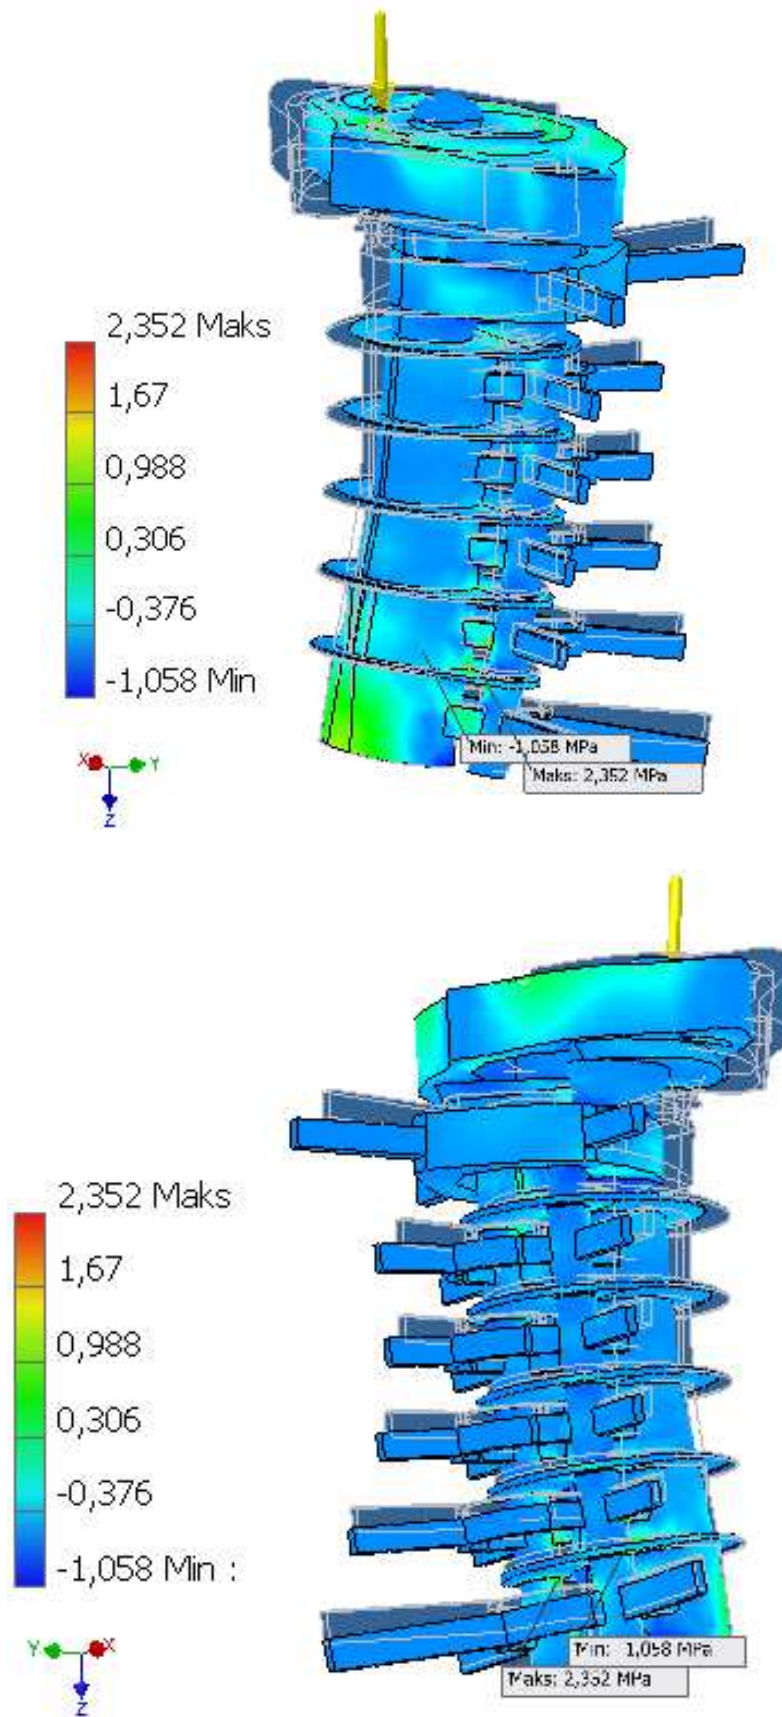 2,352 Maks
1,67
0,988
0,306
-0,376
-1,058 Min
X
Y
Z
Min: -1,058 MPa
Maks: 2,352 MPa
2,352 Maks
1,67
0,988
0,306
-0,376
-1,058 Min :
Y
X
Z
Min: 1,058 MPa
Maks: 2,352 MPa